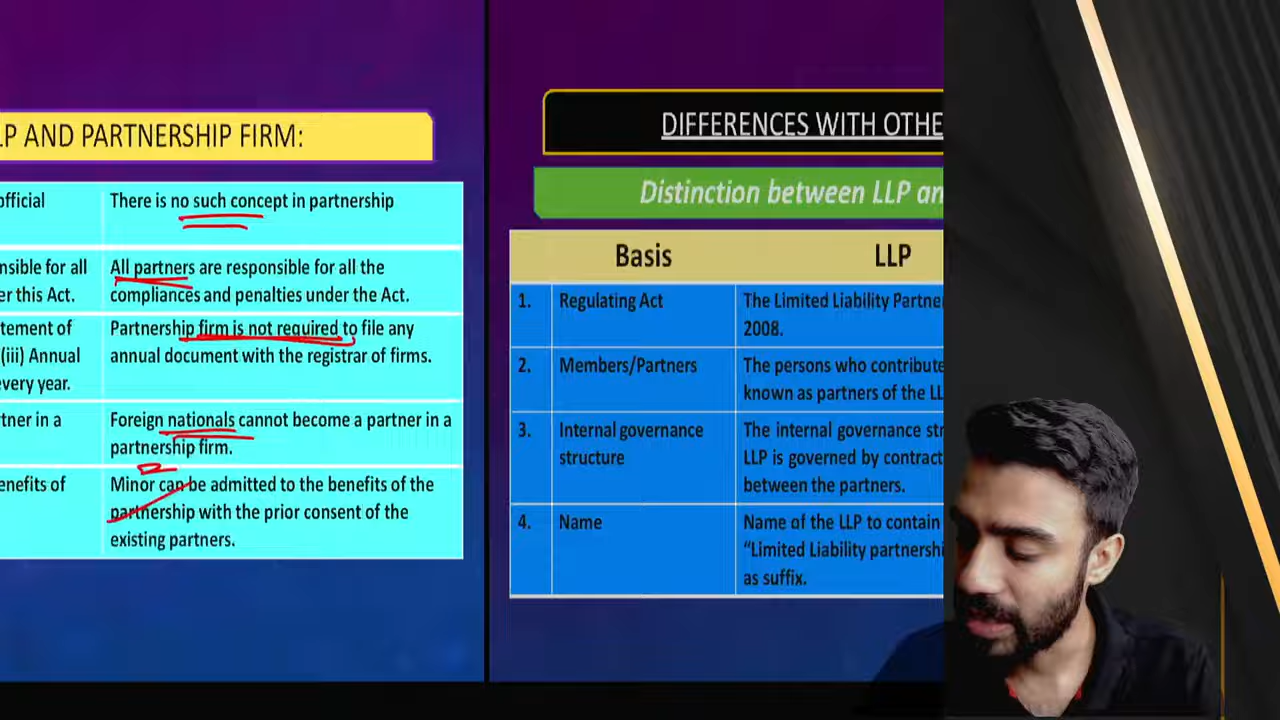 LP AND PARTNERSHIP FIRM:
official
There is no such concept in partnership
nsible for all
er this Act.
All partners are responsible for all the
compliances and penalties under the Act.
tement of
(iii) Annual
every year.
Partnership firm is not required to file any
annual document with the registrar of firms.
rtner in a
Foreign nationals cannot become a partner in a
partnership firm.
enefits of
Minor can be admitted to the benefits of the
partnership with the prior consent of the
existing partners.
DIFFERENCES WITH OTHE
Distinction between LLP an
Basis
LLP
1.
Regulating Act
The Limited Liability Partne
2008.
2.
Members/Partners
The persons who contribute
known as partners of the LL
3.
Internal governance
structure
The internal governance str
LLP is governed by contract
between the partners.
4.
Name
Name of the LLP to contain
“Limited Liability partnershi
as suffix.